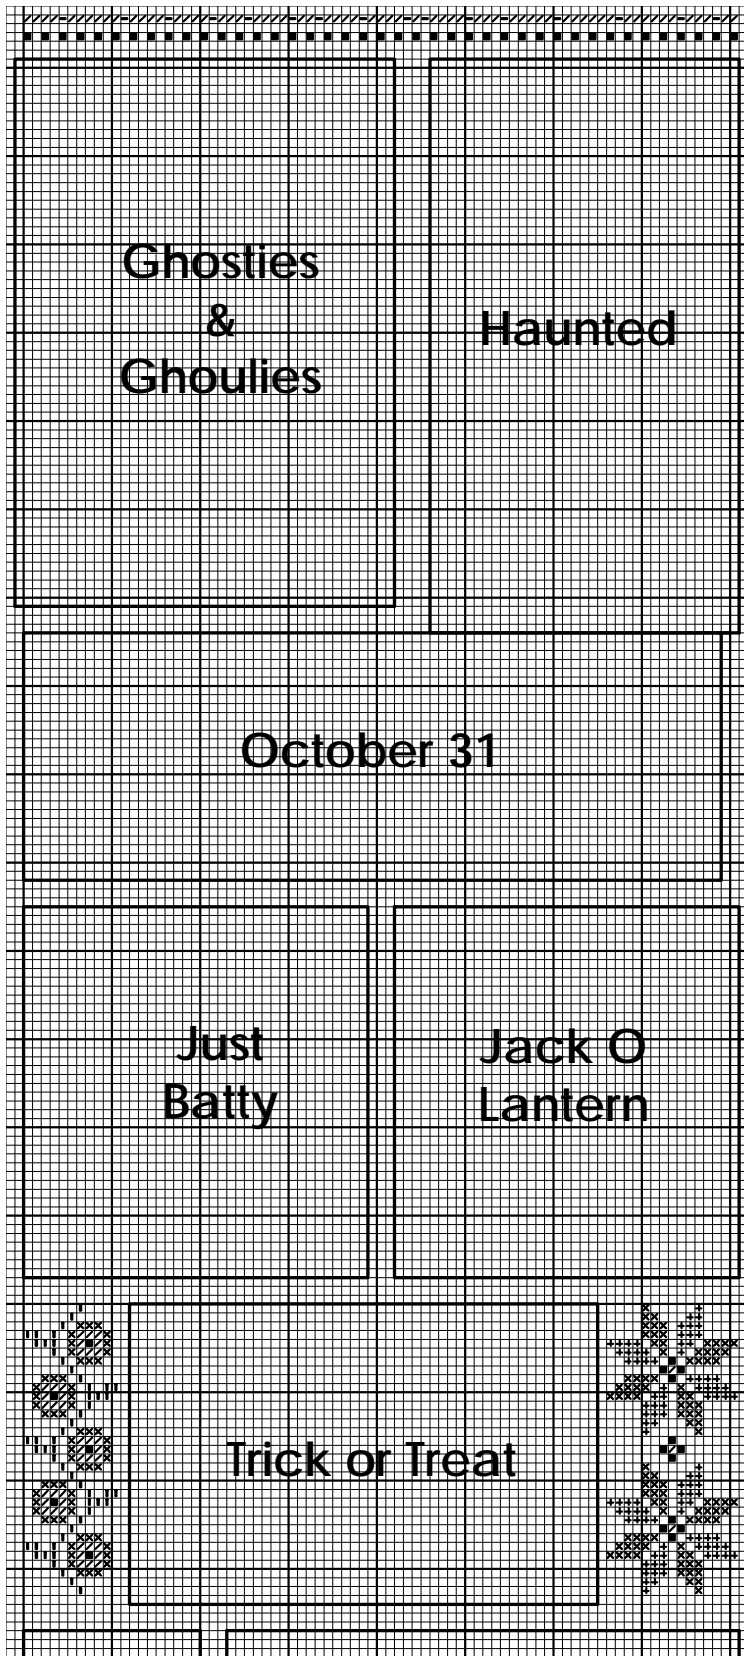 Ghosties
&
Ghoulies
Haunted
October 31
Just
Batty
Jack O
Lantern
Trick or Treat